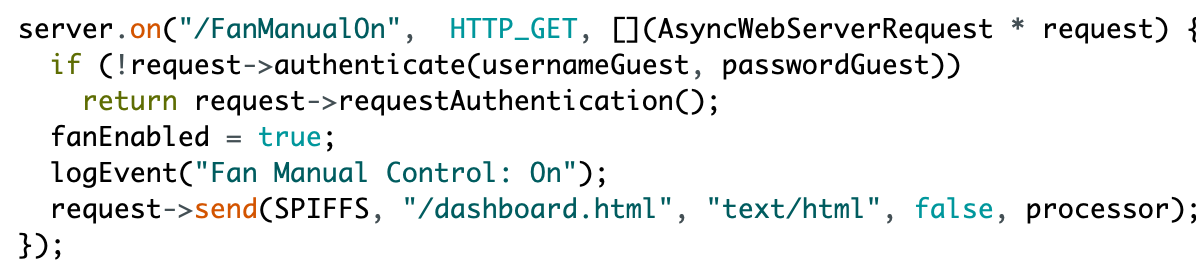 server.on("/FanManualOn",  HTTP_GET, [](AsyncWebServerRequest * request) {
  if (!request->authenticate(usernameGuest, passwordGuest))
    return request->requestAuthentication();
  fanEnabled = true;
  logEvent("Fan Manual Control: On");
  request->send(SPIFFS, "/dashboard.html", "text/html", false, processor);
});